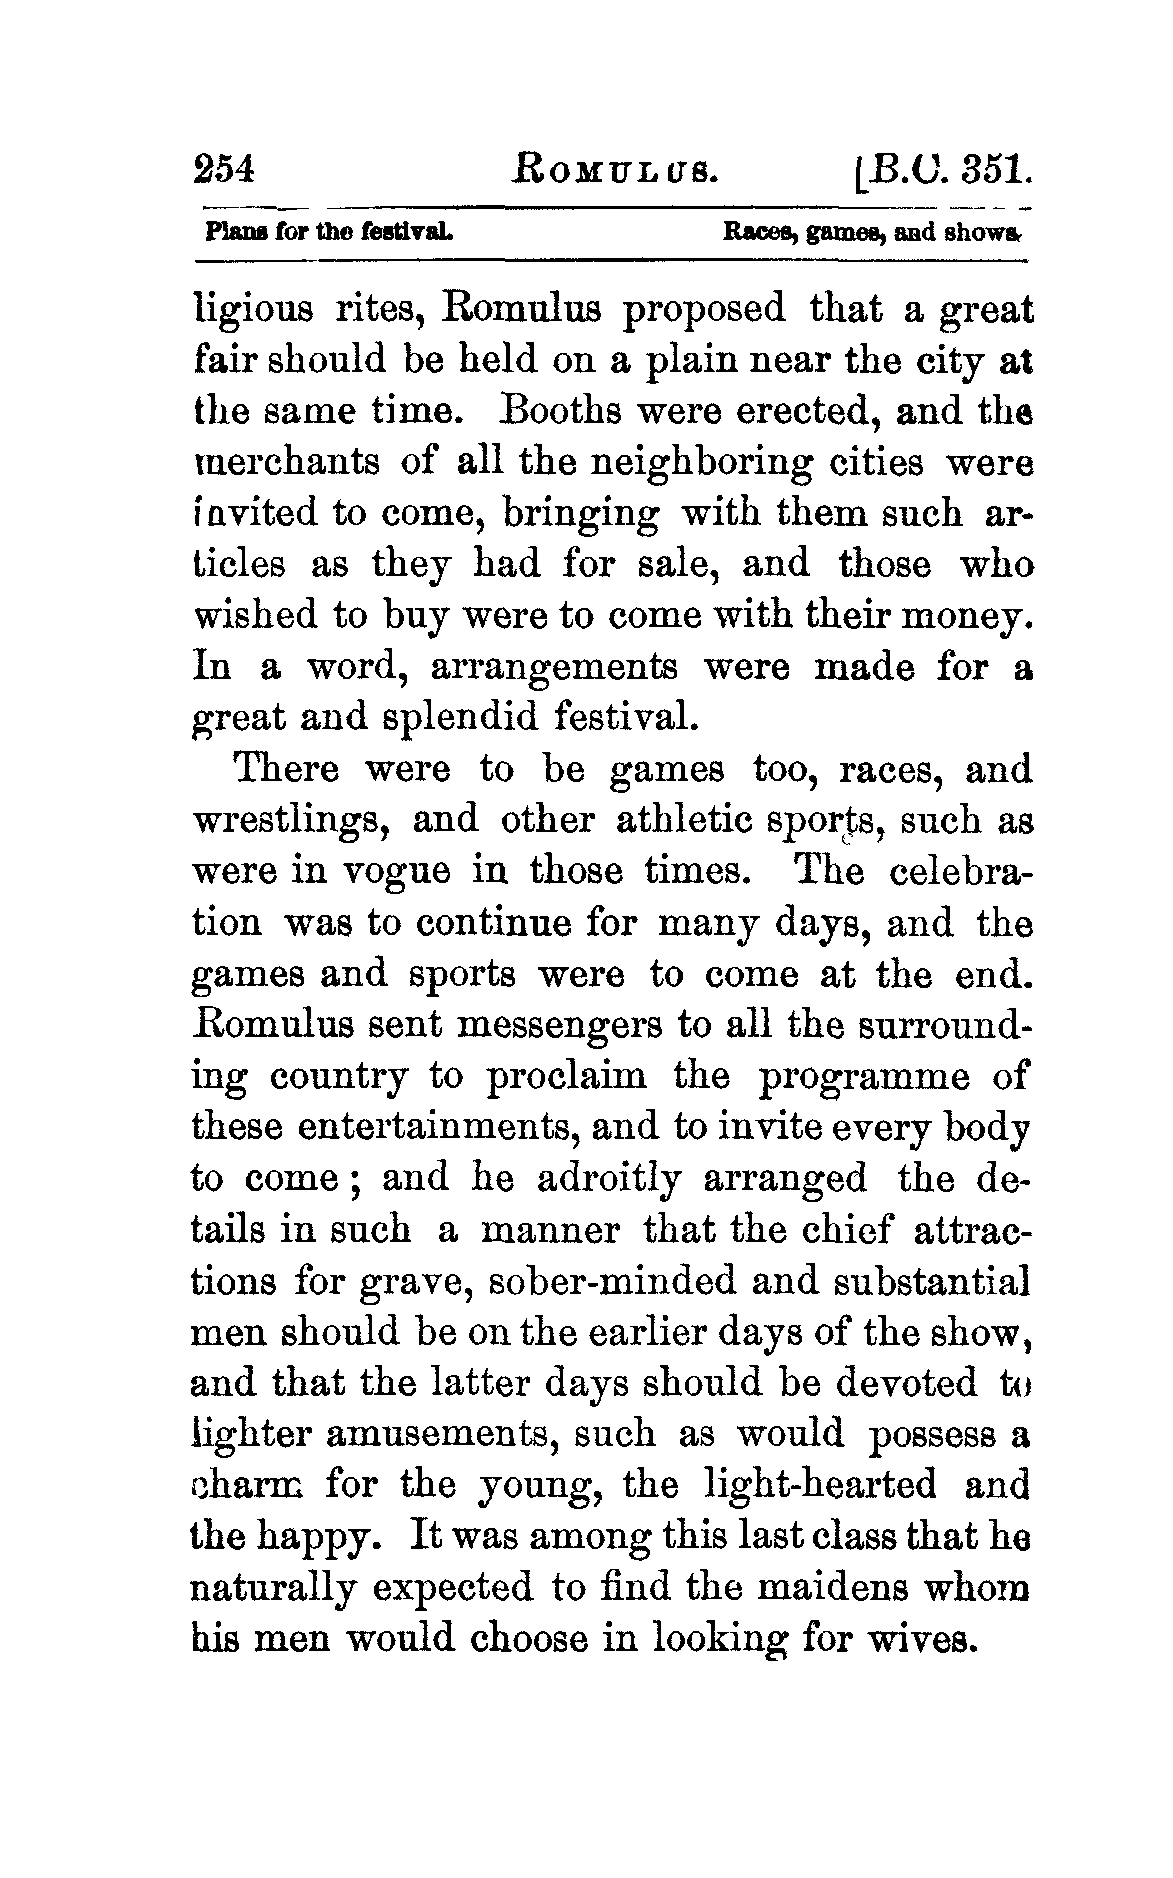 254 ROMULUS. [B.C. 351.
Plans for the festival. Races, games, and shows.
ligious rites, Romulus proposed that a great
fair should be held on a plain near the city at
the same time. Booths were erected, and the
merchants of all the neighboring cities were
invited to come, bringing with them such ar-
ticles as they had for sale, and those who
wished to buy were to come with their money.
In a word, arrangements were made for a
great and splendid festival.
There were to be games too, races, and
wrestlings, and other athletic sports, such as
were in vogue in those times. The celebra-
tion was to continue for many days, and the
games and sports were to come at the end.
Romulus sent messengers to all the surround-
ing country to proclaim the programme of
these entertainments, and to invite every body
to come ; and he adroitly arranged the de-
tails in such a manner that the chief attrac-
tions for grave, sober-minded and substantial
men should be on the earlier days of the show,
and that the latter days should be devoted to
lighter amusements, such as would possess a
charm for the young, the light-hearted and
the happy. It was among this last class that he
naturally expected to find the maidens whom
his men would choose in looking for wives.